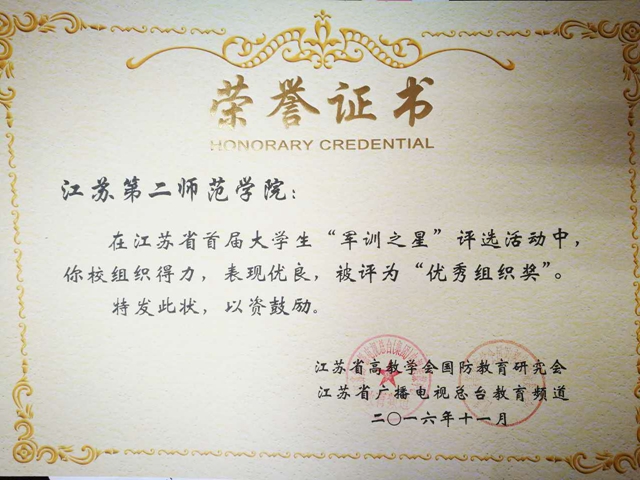 荣誉证书
HONORARY CREDENTIAL
江苏第二师范学院：
在江苏省首届大学生“军训之星”评选活动中，
你校组织得力，表现优良，被评为“优秀组织奖”。
特发此状，以资鼓励。
江苏省高教学会国防教育研究会
江苏省广播电视总台教育频道
二〇一六年十一月